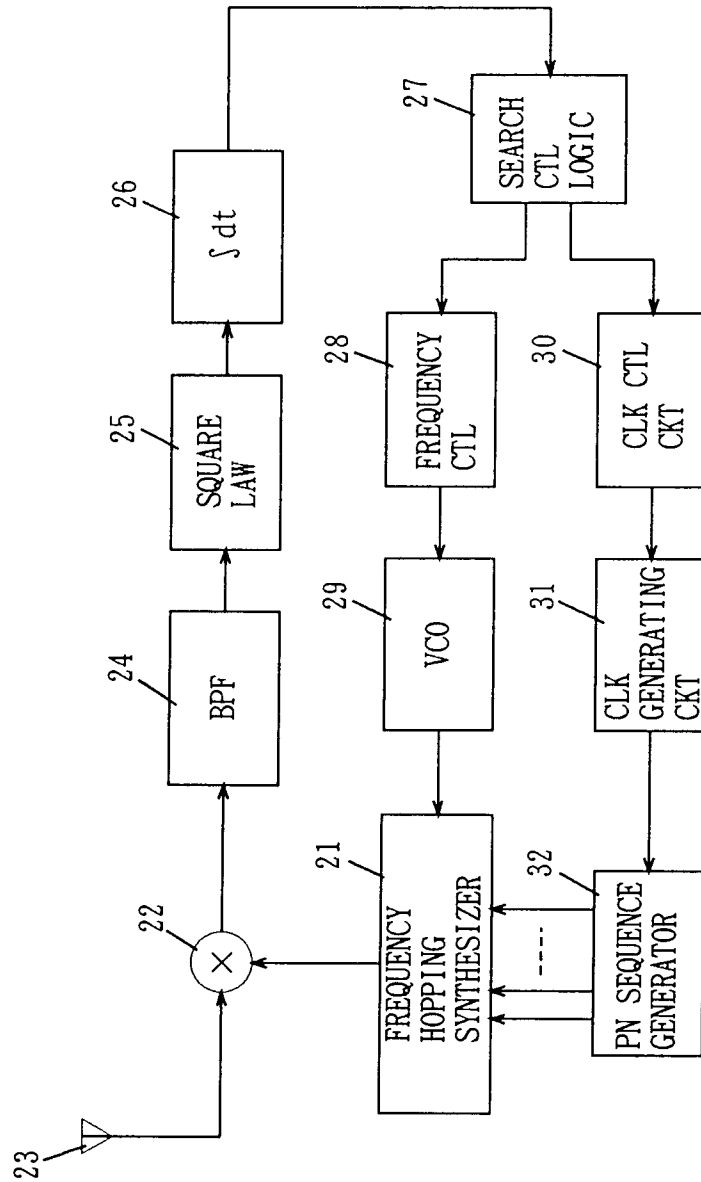 23
22
×
24
BPF
25
SQUARE
LAW
26
∫dt
21
FREQUENCY
HOPPING
SYNTHESIZER
29
VCO
28
FREQUENCY
CTL
27
SEARCH
CTL
LOGIC
32
PN SEQUENCE
GENERATOR
31
CLK
GENERATING
CKT
30
CLK CTL
CKT